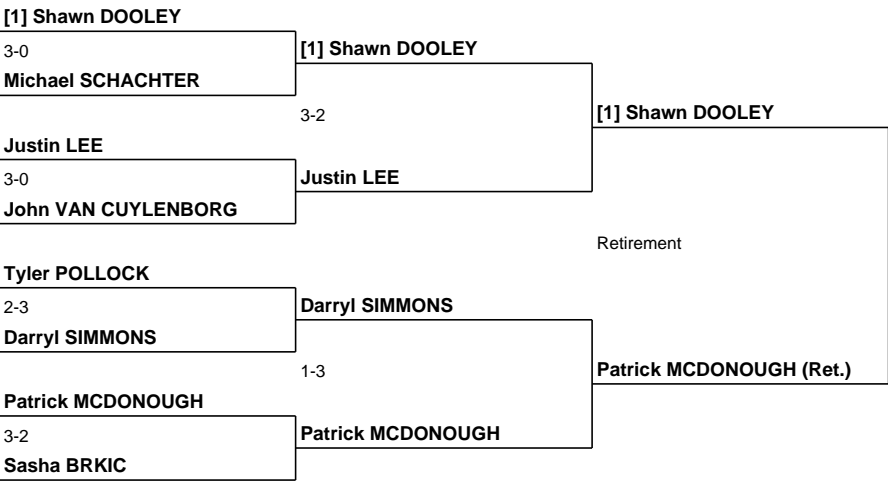 [1] Shawn DOOLEY
3-0
Michael SCHACHTER
[1] Shawn DOOLEY
3-2
Justin LEE
3-0
John VAN CUYLENBORG
Justin LEE
[1] Shawn DOOLEY
Retirement
Tyler POLLOCK
2-3
Darryl SIMMONS
Darryl SIMMONS
1-3
Patrick MCDONOUGH
3-2
Sasha BRKIC
Patrick MCDONOUGH
Patrick MCDONOUGH (Ret.)